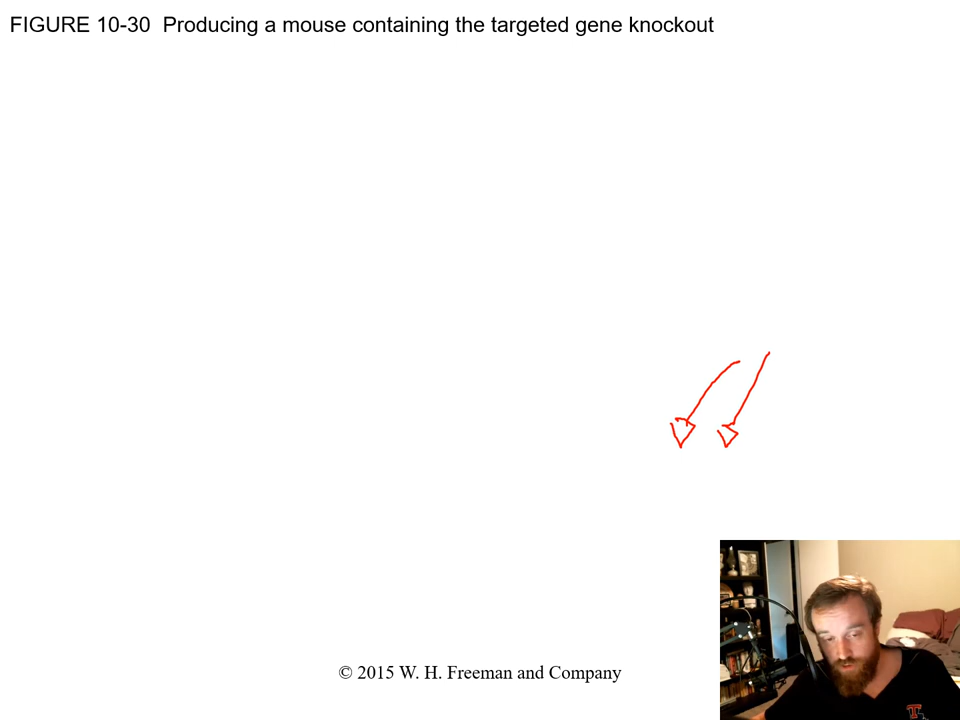 FIGURE 10-30  Producing a mouse containing the targeted gene knockout
© 2015 W. H. Freeman and Company